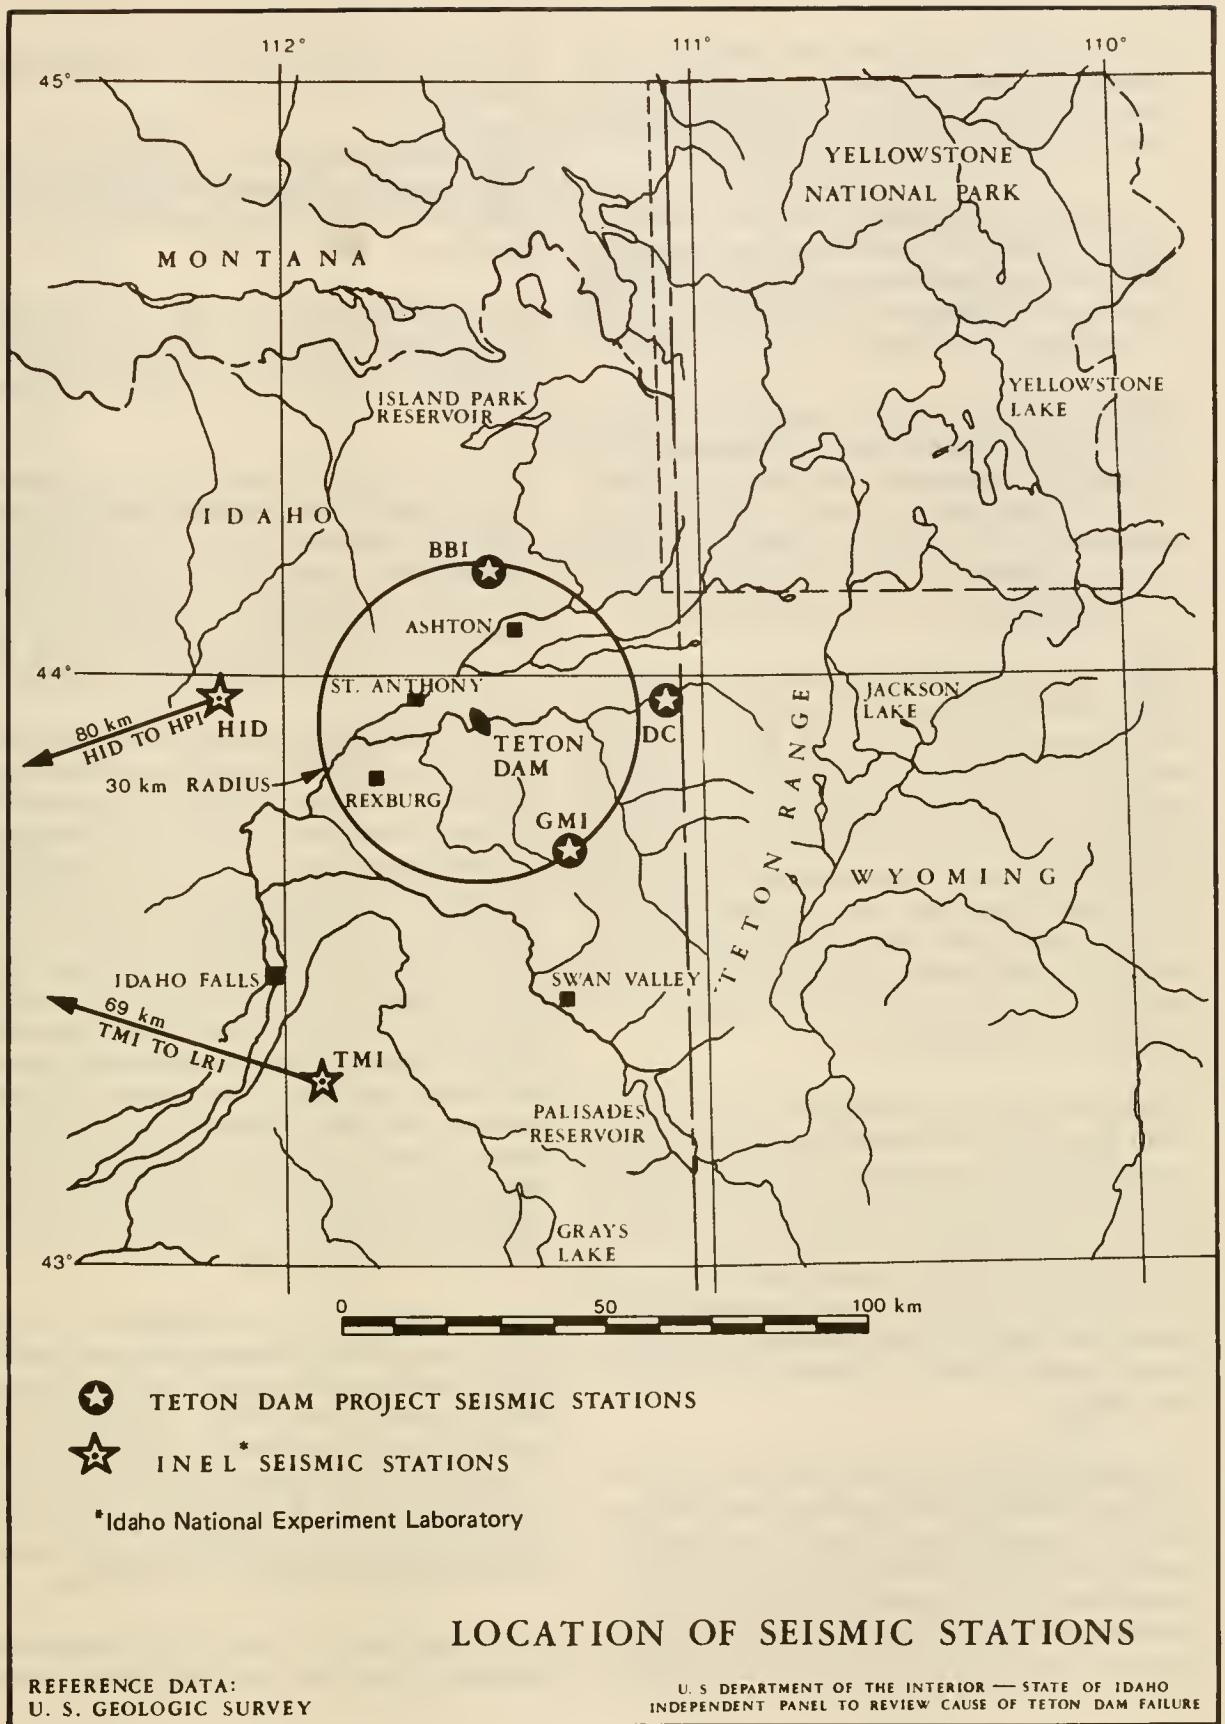 112° 111° 110°
45°
YELLOWSTONE
NATIONAL PARK
MONTANA
ISLAND PARK
RESERVOIR
YELLOWSTONE
LAKE
IDAHO
BBI
ASHTON
44°
ST. ANTHONY
JACKSON
LAKE
80 km
HID TO HPI
HID
TETON
DAM
DC
30 km RADIUS
REXBURG
GMI
TETON RANGE
WYOMING
IDAHO FALLS
SWAN VALLEY
69 km
TMI TO LRI
TMI
PALISADES
RESERVOIR
GRAYS
LAKE
43°
0 50 100 km
TETON DAM PROJECT SEISMIC STATIONS
INEL* SEISMIC STATIONS
*Idaho National Experiment Laboratory
LOCATION OF SEISMIC STATIONS
REFERENCE DATA:
U. S. GEOLOGIC SURVEY
U. S DEPARTMENT OF THE INTERIOR — STATE OF IDAHO
INDEPENDENT PANEL TO REVIEW CAUSE OF TETON DAM FAILURE